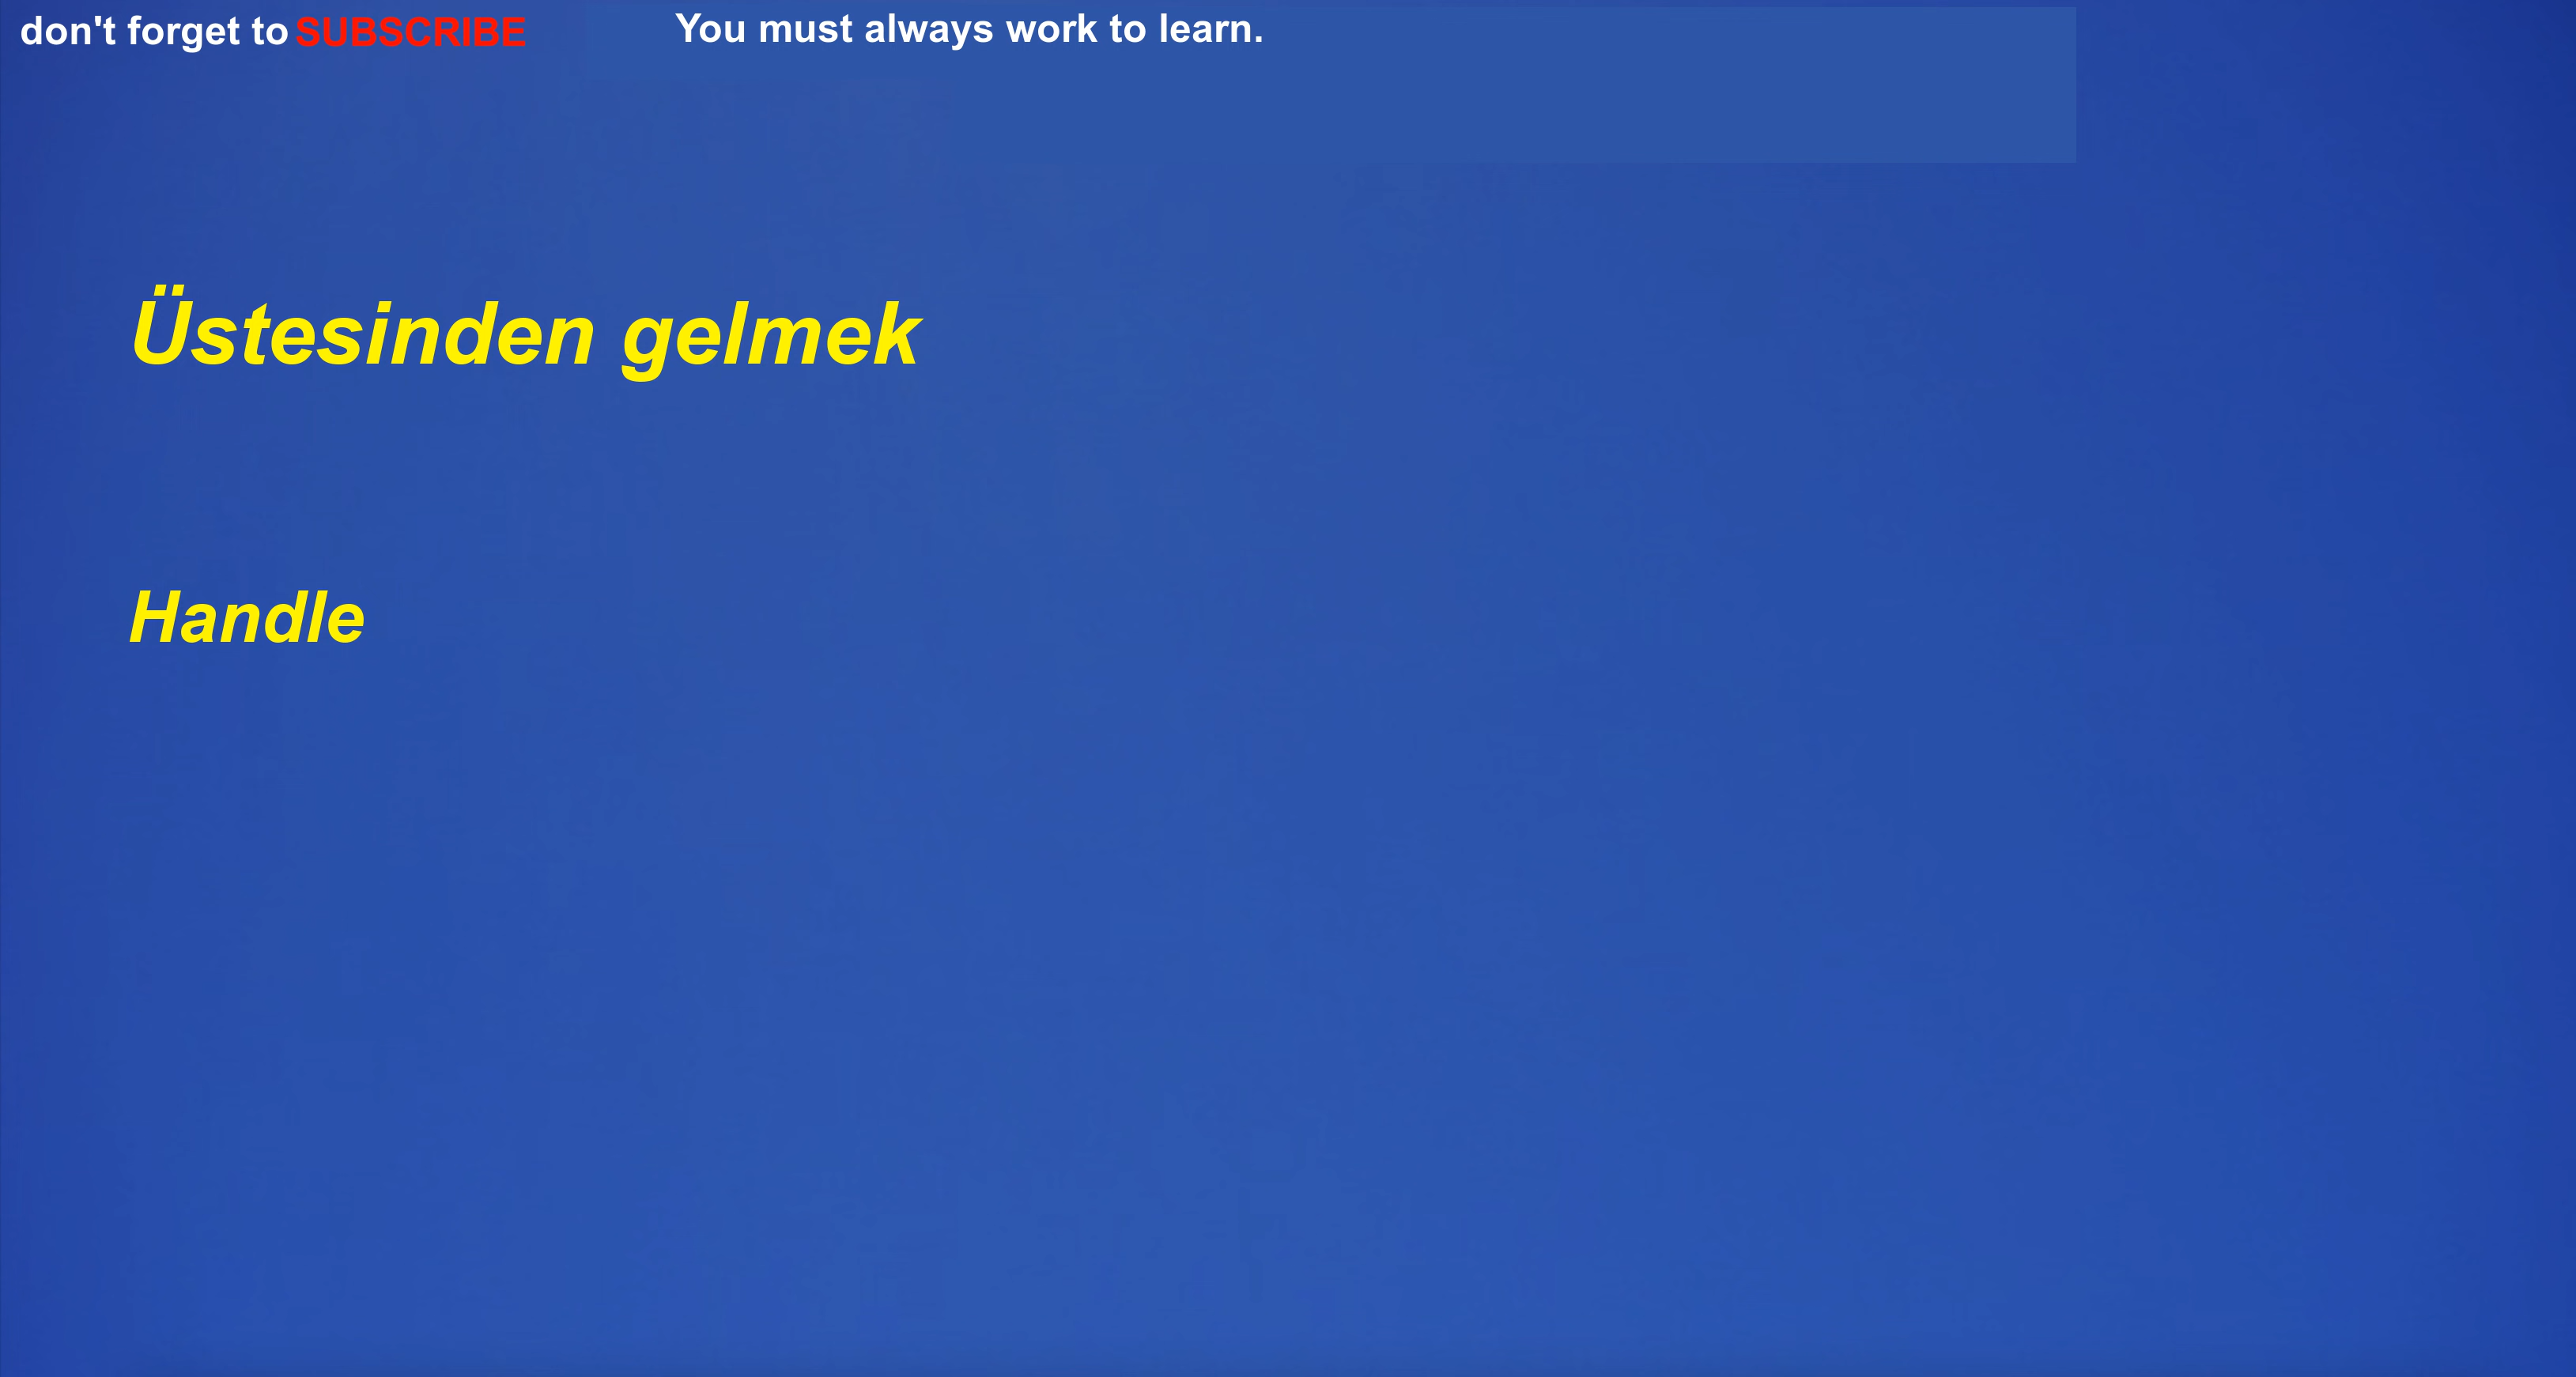 don't forget to SUBSCRIBE
You must always work to learn.
Üstesinden gelmek
Handle